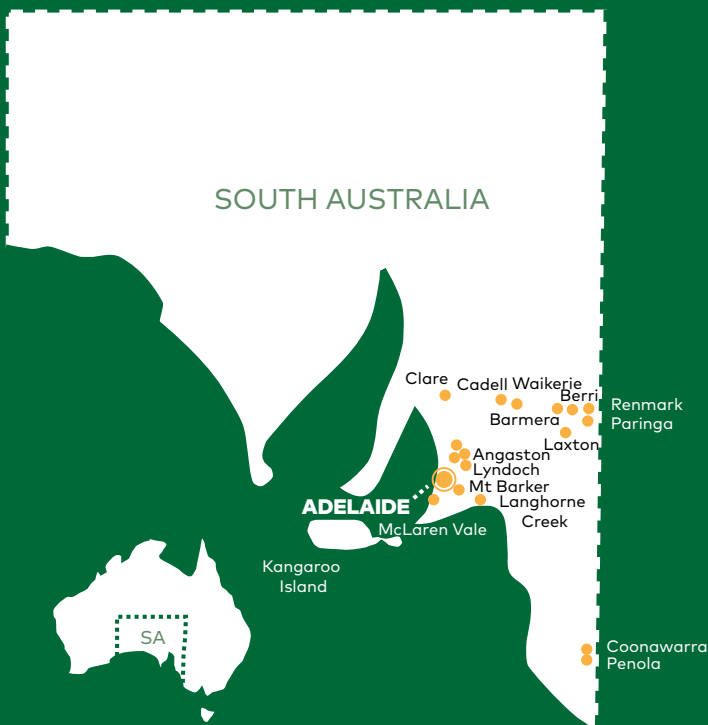 SOUTH AUSTRALIA
Clare
Cadell
Waikerie
Berri
Renmark
Paringa
Barmera
Laxton
Angaston
Lyndoch
Mt Barker
ADELAIDE
Langhorne
Creek
McLaren Vale
Kangaroo
Island
SA
Coonawarra
Penola